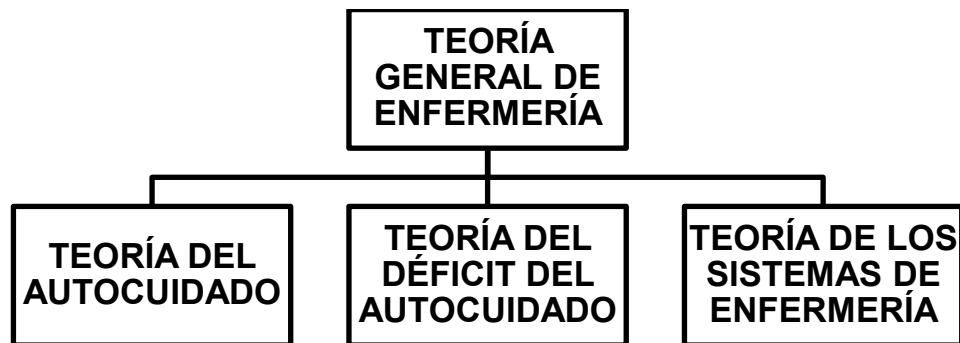 TEORÍA
GENERAL DE
ENFERMERÍA
TEORÍA DEL
AUTOCUIDADO
TEORÍA DEL
DÉFICIT DEL
AUTOCUIDADO
TEORÍA DE LOS
SISTEMAS DE
ENFERMERÍA